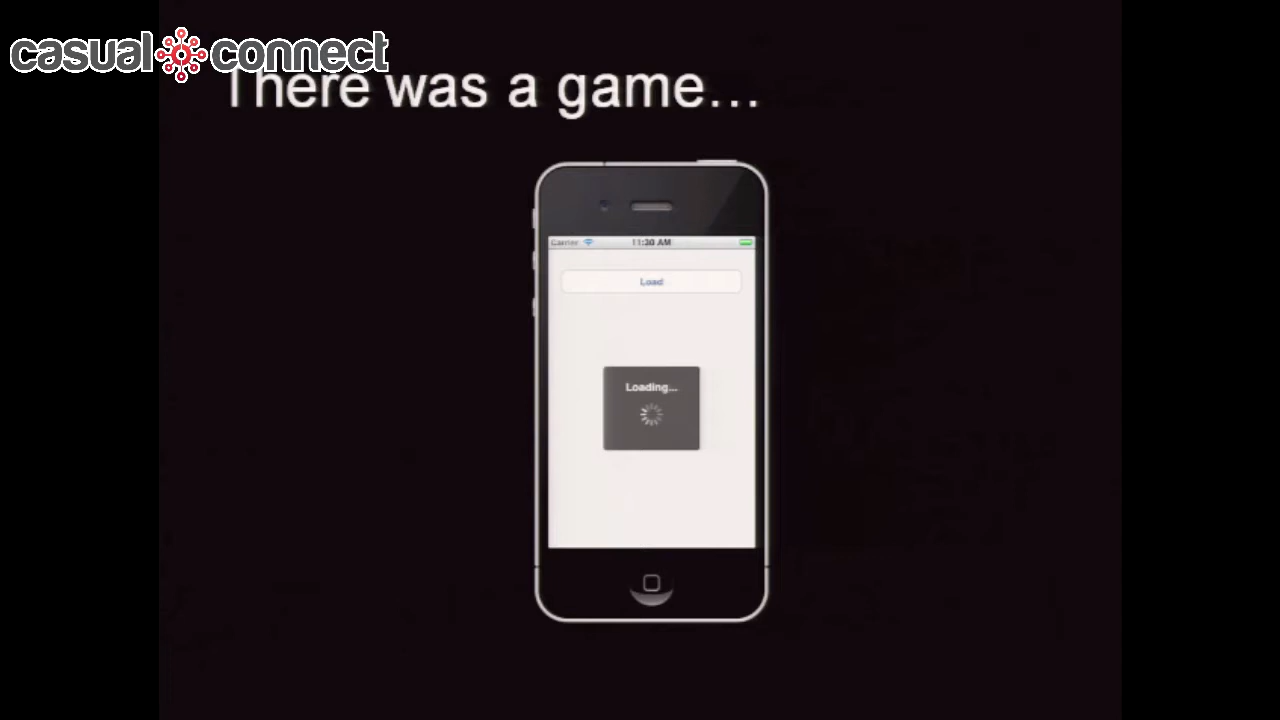 casual connect
There was a game...
Carrier 11:30 AM
Load
Loading...